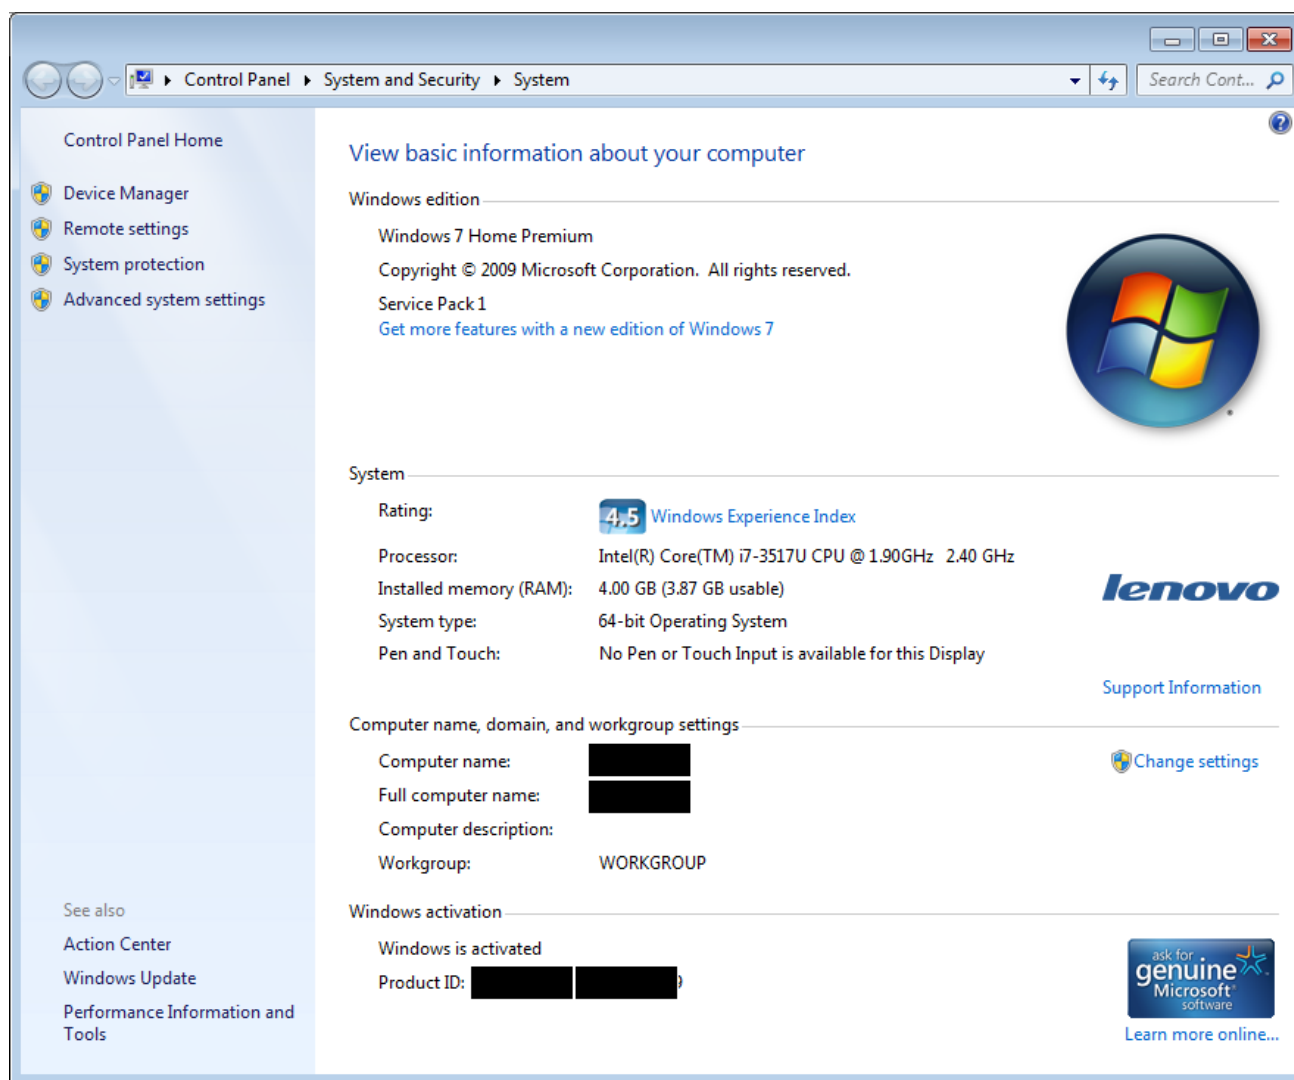 Control Panel ▸ System and Security ▸ System
Search Cont...
Control Panel Home
Device Manager
Remote settings
System protection
Advanced system settings
See also
Action Center
Windows Update
Performance Information and
Tools
View basic information about your computer
Windows edition
Windows 7 Home Premium
Copyright © 2009 Microsoft Corporation. All rights reserved.
Service Pack 1
Get more features with a new edition of Windows 7
System
Rating: 4,5 Windows Experience Index
Processor: Intel(R) Core(TM) i7-3517U CPU @ 1.90GHz 2.40 GHz
Installed memory (RAM): 4.00 GB (3.87 GB usable)
System type: 64-bit Operating System
Pen and Touch: No Pen or Touch Input is available for this Display
lenovo
Support Information
Computer name, domain, and workgroup settings
Computer name:
Change settings
Full computer name:
Computer description:
Workgroup: WORKGROUP
Windows activation
Windows is activated
Product ID:
ask for
genuine
Microsoft®
software
Learn more online...